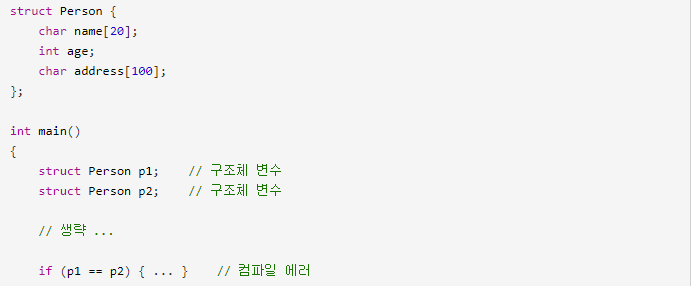 struct Person {
    char name[20];
    int age;
    char address[100];
};
int main()
{
    struct Person p1;    // 구조체 변수
    struct Person p2;    // 구조체 변수
    // 생략 ...
    if (p1 == p2) { ... }    // 컴파일 에러